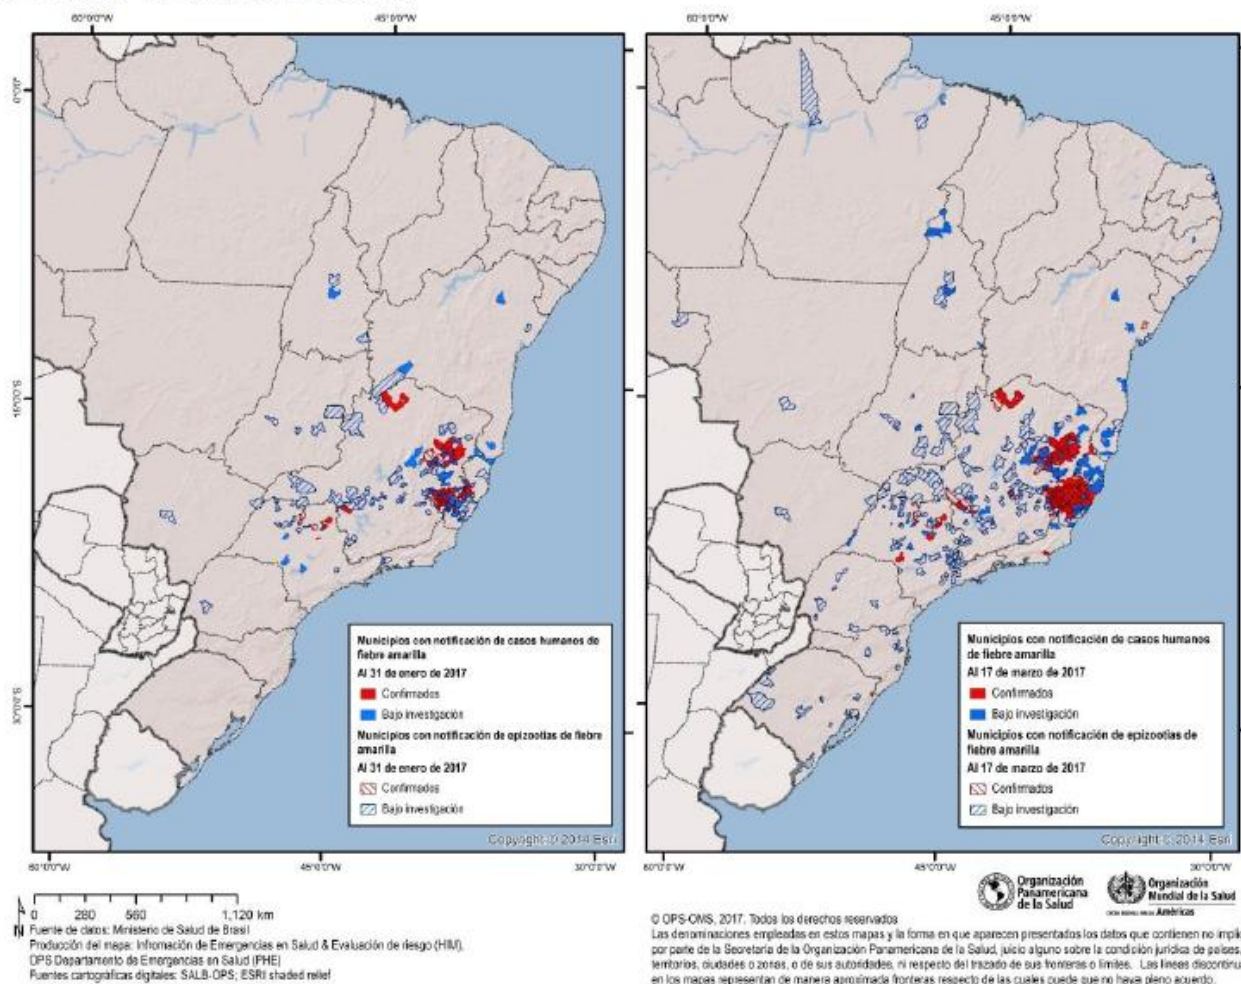 60°0'0"W
45°0'0"W
60°0'0"W
45°0'0"W
0°0'0"
15°0'0"S
30°0'0"S
Municipios con notificación de casos humanos de
fiebre amarilla
Al 31 de enero de 2017
Confirmados
Bajo investigación
Municipios con notificación de epizootias de fiebre
amarilla
Al 31 de enero de 2017
Confirmados
Bajo investigación
Copyright:© 2014 Esri
Municipios con notificación de casos humanos
de fiebre amarilla
Al 17 de marzo de 2017
Confirmados
Bajo investigación
Municipios con notificación de epizootias de
fiebre amarilla
Al 17 de marzo de 2017
Confirmados
Bajo investigación
Copyright:© 2014 Esri
60°0'0"W
45°0'0"W
30°0'0"W
60°0'0"W
45°0'0"W
30°0'0"W
0 280 560 1,120 km
N
Fuente de datos: Ministerio de Salud de Brasil
Producción del mapa: Infromación de Emergencias en Salud & Evaluación de riesgo (HIM).
OPS Departamento de Emergencias en Salud (PHE)
Fuentes cartográficas digitales: SALB-OPS; ESRI shaded relief
Organización
Panamericana
de la Salud
Organización
Mundial de la Salud
Américas
© OPS-OMS, 2017. Todos los derechos reservados
Las denominaciones empleadas en estos mapas y la forma en que aparecen presentados los datos que contienen no implic
por parte de la Secretaría de la Organización Panamericana de la Salud, juicio alguno sobre la condición jurídica de países,
territorios, ciudades o zonas, o de sus autoridades, ni respecto del trazado de sus fronteras o límites. Las líneas discontinu
en los mapas representan de manera aproximada fronteras respecto de las cuales puede que no haya pleno acuerdo.